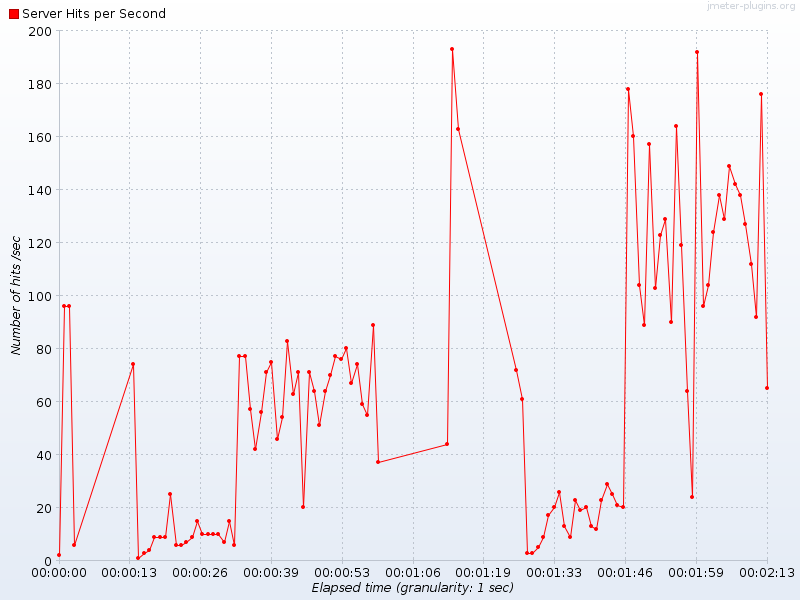 jmeter-plugins.org
Server Hits per Second
200
180
160
140
120
100
80
60
40
20
0
Number of hits /sec
00:00:00 00:00:13 00:00:26 00:00:39 00:00:53 00:01:06 00:01:19 00:01:33 00:01:46 00:01:59 00:02:13
Elapsed time (granularity: 1 sec)